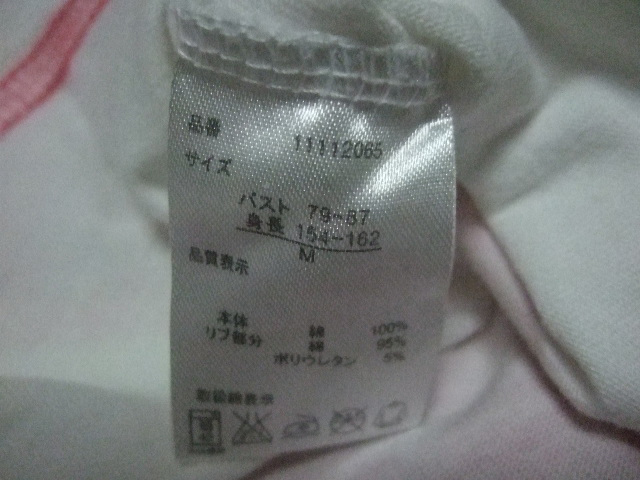 品番 11112065
サイズ
バスト 79-87
身長 154-162
M
品質表示
本体 綿 100%
リブ部分 綿 95%
ポリウレタン 5%
取扱絵表示